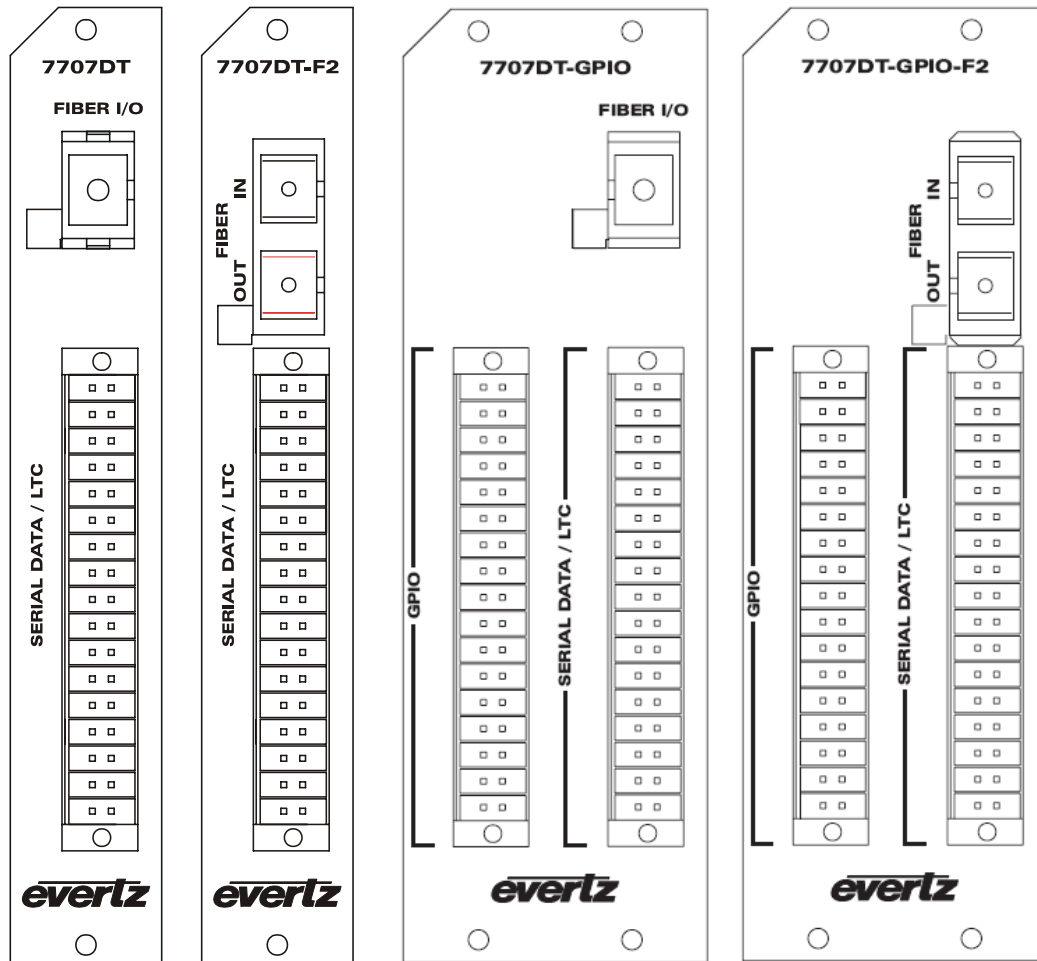 7707DT
FIBER I/O
SERIAL DATA / LTC
evertz
7707DT-F2
FIBER
IN
OUT
SERIAL DATA / LTC
evertz
7707DT-GPIO
FIBER I/O
GPIO
SERIAL DATA / LTC
evertz
7707DT-GPIO-F2
FIBER
IN
OUT
GPIO
SERIAL DATA / LTC
evertz